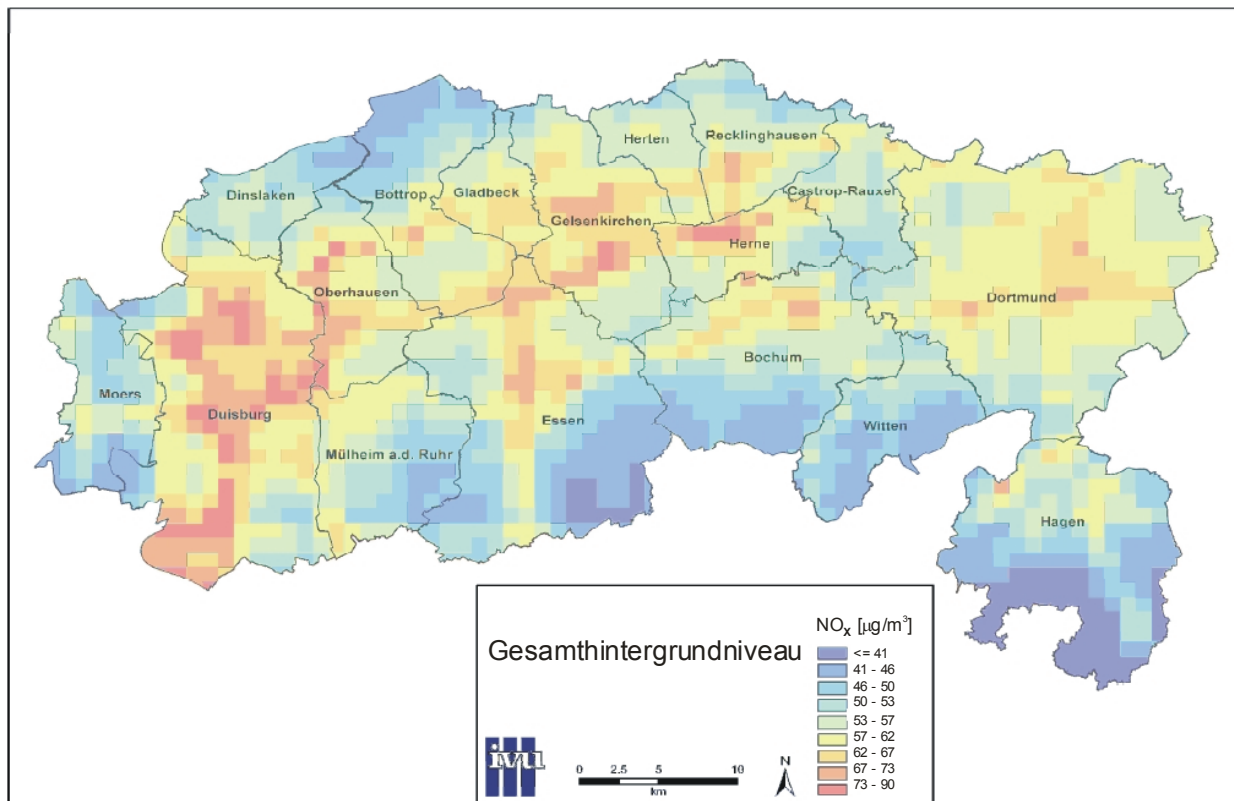 Herten
Recklinghausen
Dinslaken
Bottrop
Gladbeck
Castrop-Rauxel
Gelsenkirchen
Herne
Oberhausen
Dortmund
Bochum
Moers
Duisburg
Essen
Witten
Mülheim a.d. Ruhr
Hagen
Gesamthintergrundniveau
NOx [µg/m³]
<= 41
41 - 46
46 - 50
50 - 53
53 - 57
57 - 62
62 - 67
67 - 73
73 - 90
ivu
0 2.5 5 10
km
N